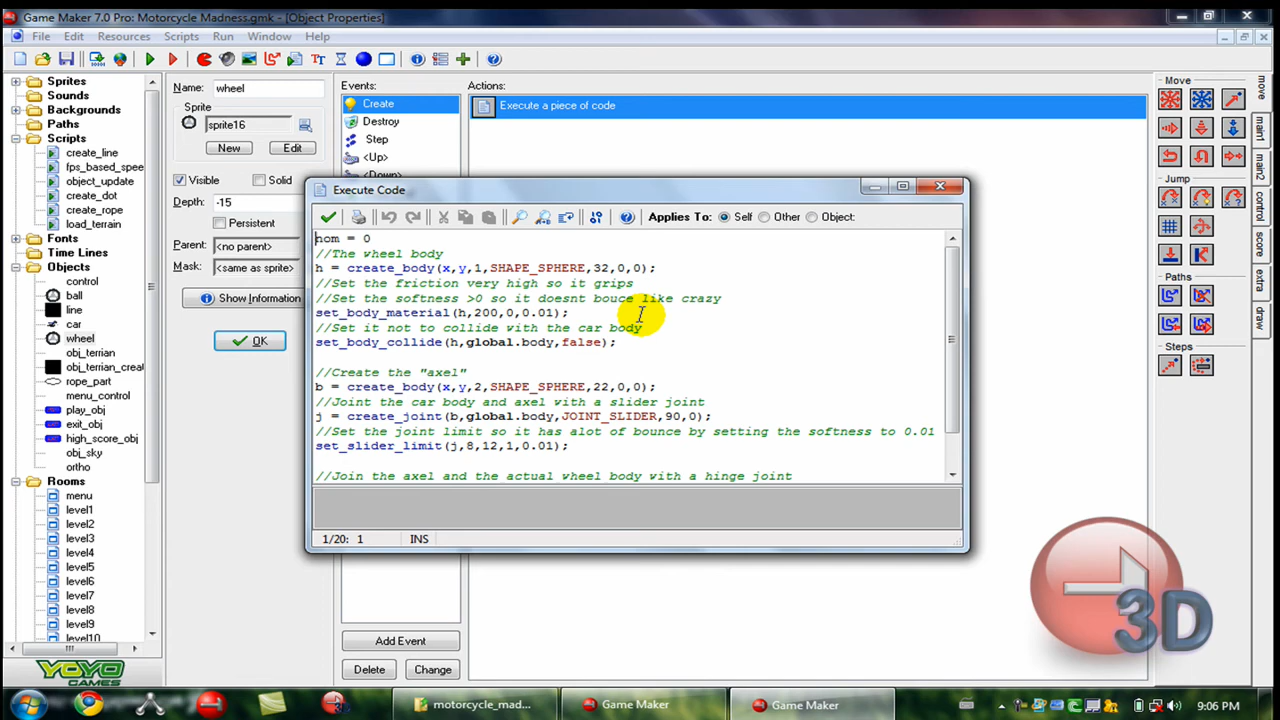 Game Maker 7.0 Pro: Motorcycle Madness.gmk - [Object Properties]
File Edit Resources Scripts Run Window Help
Sprites
Sounds
Backgrounds
Paths
Scripts
create_line
fps_based_spee
object_update
create_dot
create_rope
load_terrain
Fonts
Time Lines
Objects
control
ball
line
car
wheel
obj_terrian
obj_terrian_crea
rope_part
menu_control
play_obj
exit_obj
high_score_obj
obj_sky
ortho
Rooms
menu
level1
level2
level3
level4
level5
level6
level7
level8
level9
level10
YOYO
GAMES
Name: wheel
Sprite
sprite16
New Edit
Visible Solid
Depth: -15
Persistent
Parent: <no parent>
Mask: <same as sprite>
Show Information
OK
Events:
Create
Destroy
Step
<Up>
<Down>
Add Event
Delete Change
Actions:
Execute a piece of code
Execute Code
Applies To: Self Other Object:
nom = 0
//The wheel body
h = create_body(x,y,1,SHAPE_SPHERE,32,0,0);
//Set the friction very high so it grips
//Set the softness >0 so it doesnt bouce like crazy
set_body_material(h,200,0,0.01);
//Set it not to collide with the car body
set_body_collide(h,global.body,false);
//Create the "axel"
b = create_body(x,y,2,SHAPE_SPHERE,22,0,0);
//Joint the car body and axel with a slider joint
j = create_joint(b,global.body,JOINT_SLIDER,90,0);
//Set the joint limit so it has alot of bounce by setting the softness to 0.01
set_slider_limit(j,8,12,1,0.01);
//Join the axel and the actual wheel body with a hinge joint
1/20: 1 INS
Move
Jump
Paths
Steps
move
main1
main2
control
score
extra
draw
3D
motorcycle_mad...
Game Maker
Game Maker
9:06 PM